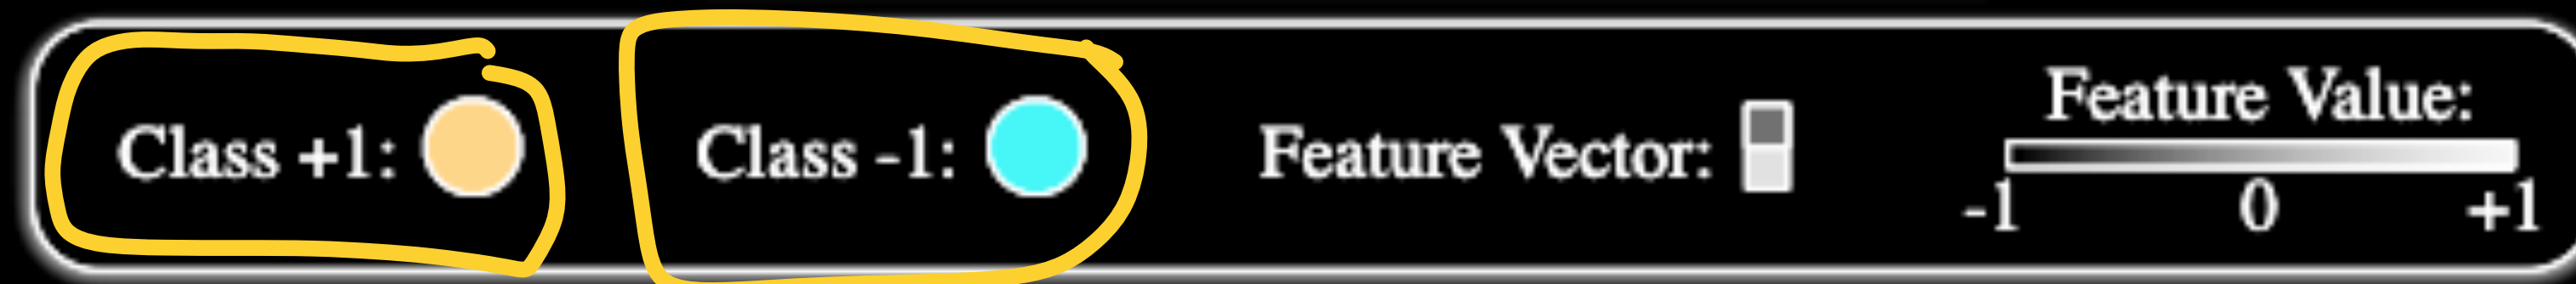 Class +1:
Class -1:
Feature Vector:
Feature Value:
-1 0 +1